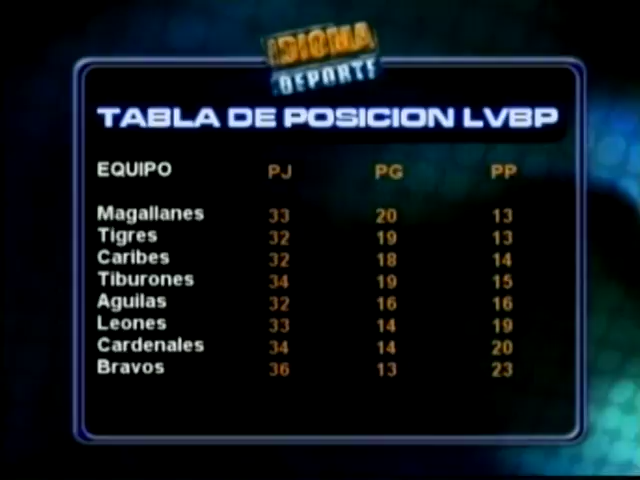 IDIOMA
DEPORTE
TABLA DE POSICION LVBP
EQUIPO PJ PG PP
Magallanes 33 20 13
Tigres 32 19 13
Caribes 32 18 14
Tiburones 34 19 15
Aguilas 32 16 16
Leones 33 14 19
Cardenales 34 14 20
Bravos 36 13 23